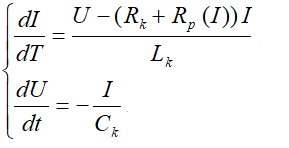 dI/dT = (U − (R_k + R_p (I)) I) / L_k
dU/dt = − I/C_k